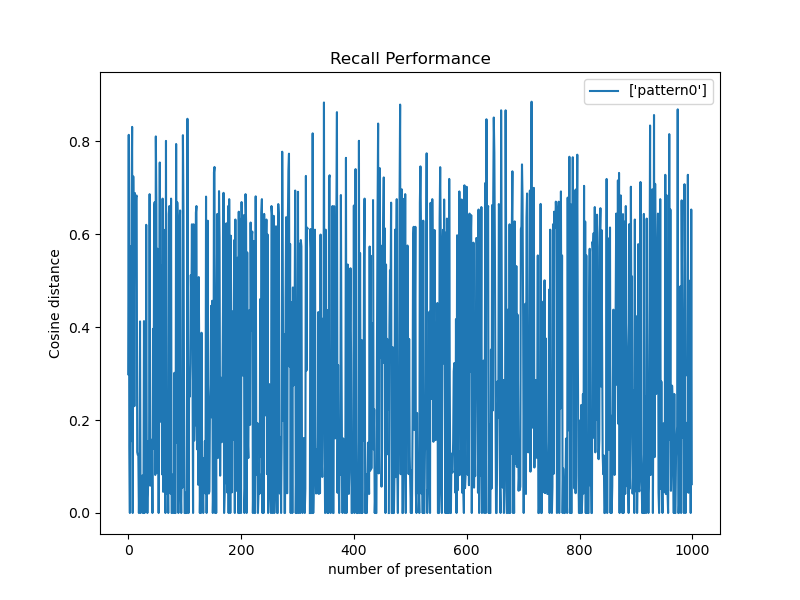 Recall Performance
['pattern0']
Cosine distance
0.8
0.6
0.4
0.2
0.0
0
200
400
600
800
1000
number of presentation